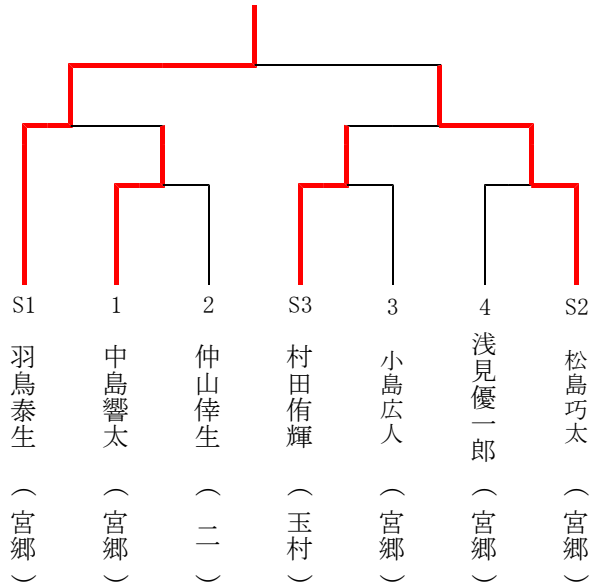 S1
1
2
S3
3
4
S2
羽鳥泰生（宮郷）
中島響太（宮郷）
仲山倖生（二）
村田侑輝（玉村）
小島広人（宮郷）
浅見優一郎（宮郷）
松島巧太（宮郷）